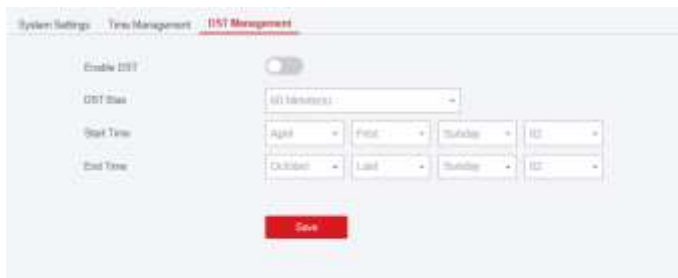 System Settings Time Management DST Management
Enable DST
DST Bias 60 Minute(s)
Start Time April First Sunday 02
End Time October Last Sunday 02
Save